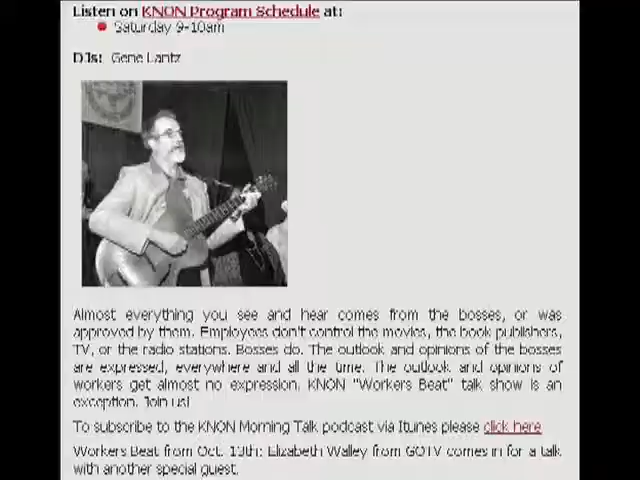 Listen on KNON Program Schedule at:
Saturday 9-10am
DJs: Gene Lantz
Almost everything you see and hear comes from the bosses, or was
approved by them. Employees don't control the movies, the book publishers,
TV, or the radio stations. Bosses do. The outlook and opinions of the bosses
are expressed, everywhere and all the time. The outlook and opinions of
workers get almost no expression. KNON "Workers Beat" talk show is an
exception. Join us!
To subscribe to the KNON Morning Talk podcast via Itunes please click here
Workers Beat from Oct. 13th: Elizabeth Walley from GOTV comes in for a talk
with another special guest.